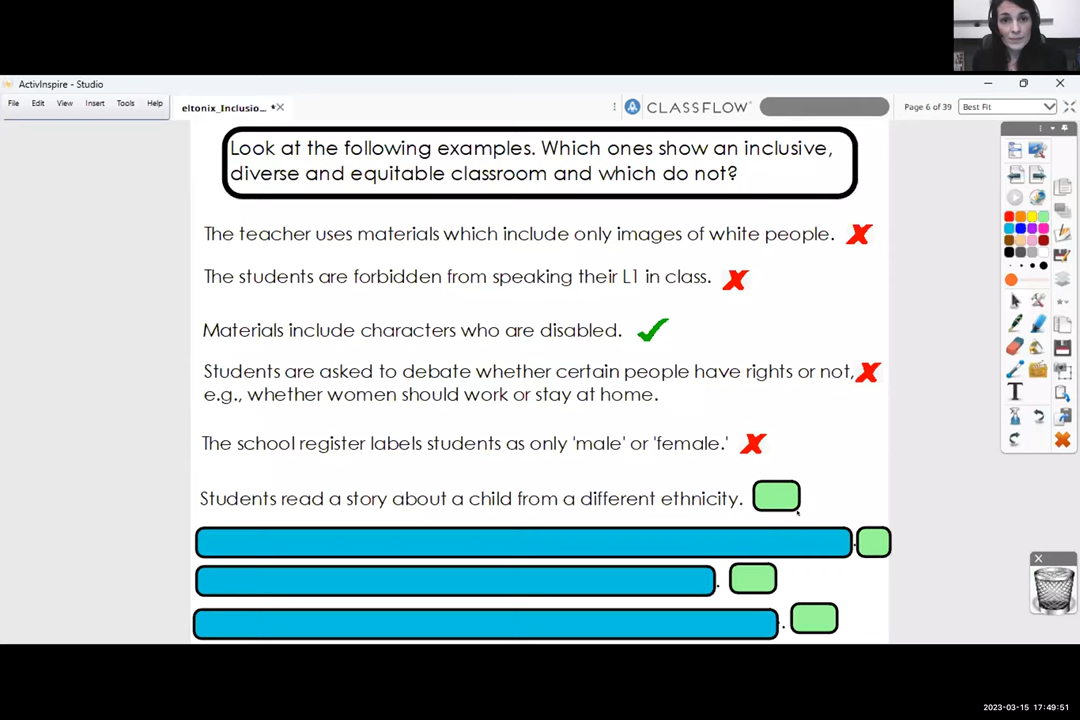 ActivInspire - Studio
File Edit View Insert Tools Help
eltonix_Inclusio... *
CLASSFLOW
Page 6 of 39
Best Fit
Look at the following examples. Which ones show an inclusive,
diverse and equitable classroom and which do not?
The teacher uses materials which include only images of white people.
The students are forbidden from speaking their L1 in class.
Materials include characters who are disabled.
Students are asked to debate whether certain people have rights or not,
e.g., whether women should work or stay at home.
The school register labels students as only 'male' or 'female.'
Students read a story about a child from a different ethnicity.
2023-03-15 17:49:51